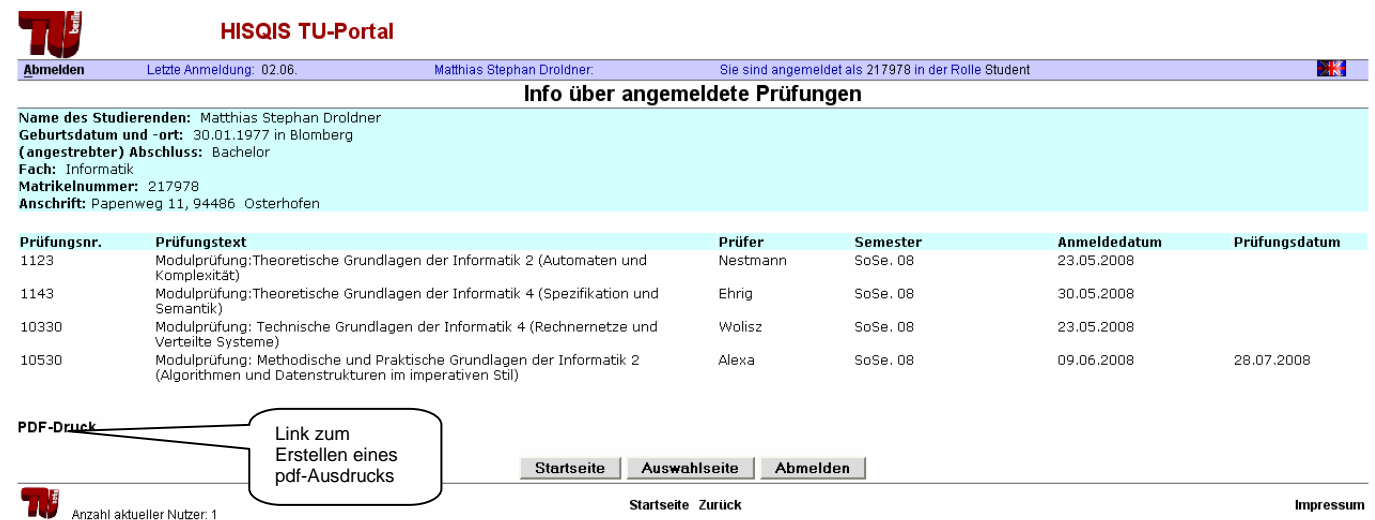 TU berlin
HISQIS TU-Portal
Abmelden Letzte Anmeldung: 02.06. Matthias Stephan Droldner: Sie sind angemeldet als 217978 in der Rolle Student
Info über angemeldete Prüfungen
Name des Studierenden: Matthias Stephan Droldner
Geburtsdatum und -ort: 30.01.1977 in Blomberg
(angestrebter) Abschluss: Bachelor
Fach: Informatik
Matrikelnummer: 217978
Anschrift: Papenweg 11, 94486 Osterhofen
Prüfungsnr. Prüfungstext Prüfer Semester Anmeldedatum Prüfungsdatum
1123 Modulprüfung:Theoretische Grundlagen der Informatik 2 (Automaten und Nestmann SoSe. 08 23.05.2008
Komplexität)
1143 Modulprüfung:Theoretische Grundlagen der Informatik 4 (Spezifikation und Ehrig SoSe. 08 30.05.2008
Semantik)
10330 Modulprüfung: Technische Grundlagen der Informatik 4 (Rechnernetze und Wolisz SoSe. 08 23.05.2008
Verteilte Systeme)
10530 Modulprüfung: Methodische und Praktische Grundlagen der Informatik 2 Alexa SoSe. 08 09.06.2008 28.07.2008
(Algorithmen und Datenstrukturen im imperativen Stil)
PDF-Druck
Link zum
Erstellen eines
pdf-Ausdrucks
Startseite Auswahlseite Abmelden
TU berlin
Anzahl aktueller Nutzer: 1 Startseite Zurück Impressum